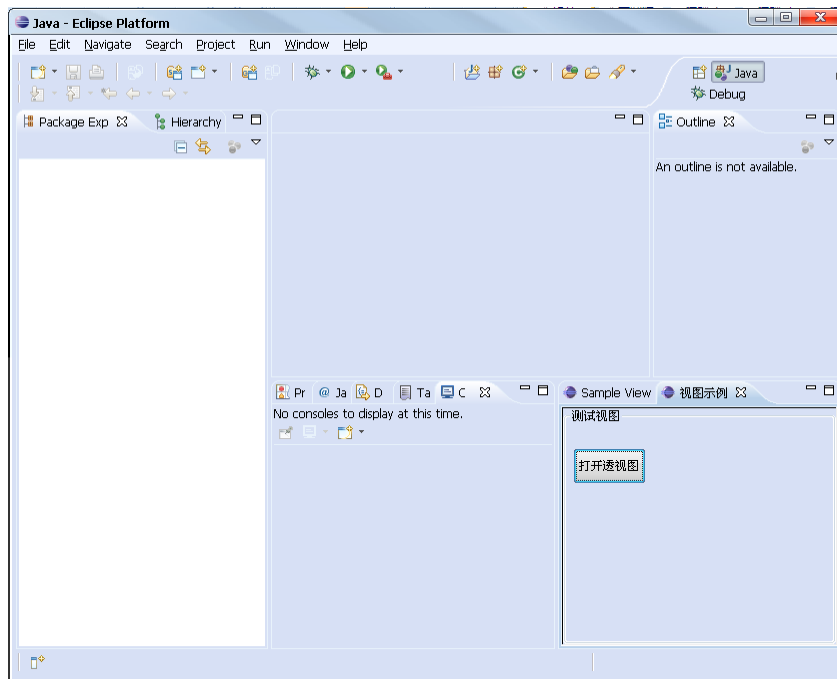 Java - Eclipse Platform
File Edit Navigate Search Project Run Window Help
Java
Debug
Package Exp Hierarchy
Outline
An outline is not available.
Pr @ Ja D Ta C
No consoles to display at this time.
Sample View 视图示例
测试视图
打开透视图